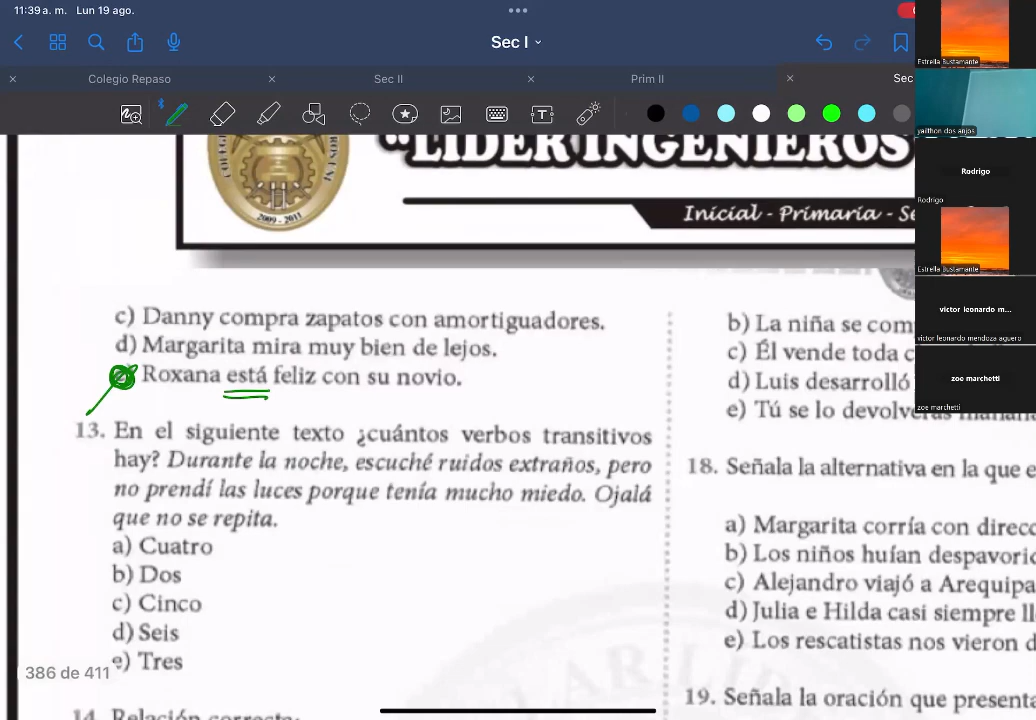 11:39 a. m. Lun 19 ago.
Sec I
Colegio Repaso
Sec II
Prim II
Sec
"LIDER INGENIEROS
2009 - 2011
Inicial - Primaria - Se
c) Danny compra zapatos con amortiguadores.
d) Margarita mira muy bien de lejos.
Roxana está feliz con su novio.
13. En el siguiente texto ¿cuántos verbos transitivos
hay? Durante la noche, escuché ruidos extraños, pero
no prendí las luces porque tenía mucho miedo. Ojalá
que no se repita.
a) Cuatro
b) Dos
c) Cinco
d) Seis
e) Tres
14. Relación correcta:
386 de 411
b) La niña se com
c) Él vende toda c
d) Luis desarrolló
e) Tú se lo devolverás mañana
18. Señala la alternativa en la que e
a) Margarita corría con direcc
b) Los niños huían despavorid
c) Alejandro viajó a Arequipa
d) Julia e Hilda casi siempre ll
e) Los rescatistas nos vieron d
19. Señala la oración que presenta
Estrella Bustamante
yailthon dos anjos
Rodrigo
Rodrigo
Estrella Bustamante
victor leonardo m...
victor leonardo mendoza aguero
zoe marchetti
zoe marchetti